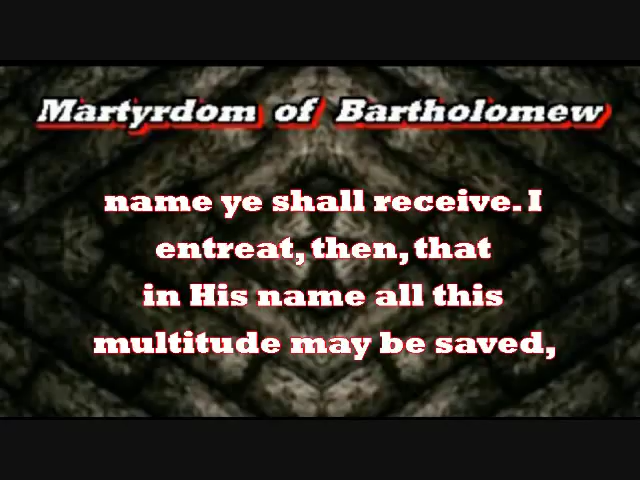 Martyrdom of Bartholomew
name ye shall receive. I
entreat, then, that
in His name all this
multitude may be saved,